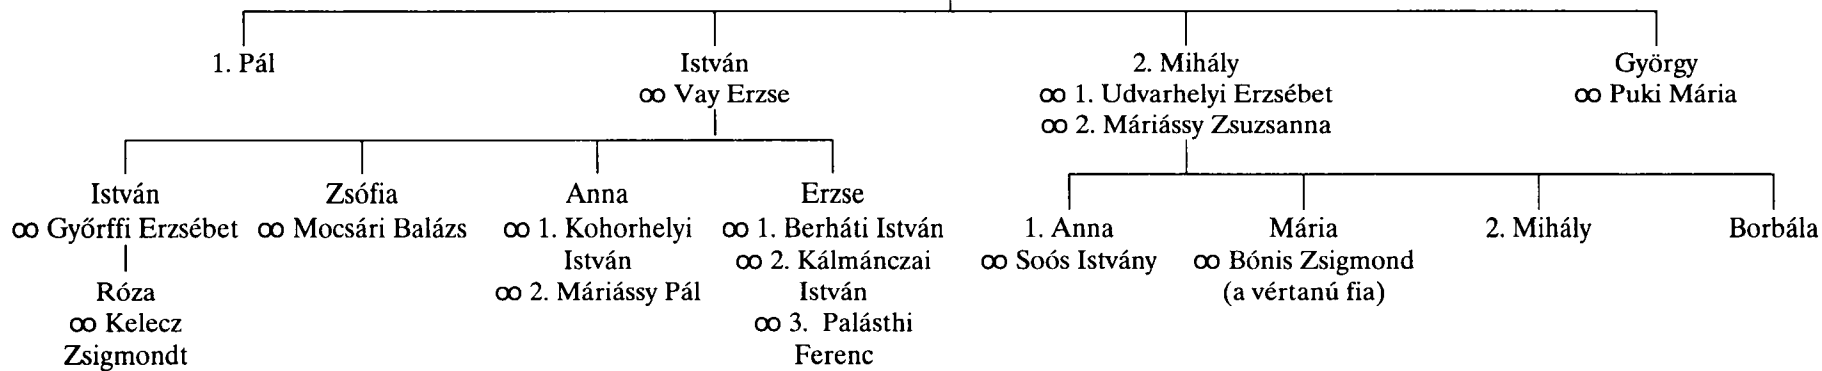 1. Pál
István
∞ Vay Erzse
2. Mihály
∞ 1. Udvarhelyi Erzsébet
∞ 2. Máriássy Zsuzsanna
György
∞ Puki Mária
István
∞ Győrffi Erzsébet
Róza
∞ Kelecz
Zsigmondt
Zsófia
∞ Mocsári Balázs
Anna
∞ 1. Kohorhelyi
István
∞ 2. Máriássy Pál
Erzse
∞ 1. Berháti István
∞ 2. Kálmánczai
István
∞ 3. Palásthi
Ferenc
1. Anna
∞ Soós Istvány
Mária
∞ Bónis Zsigmond
(a vértanú fia)
2. Mihály
Borbála